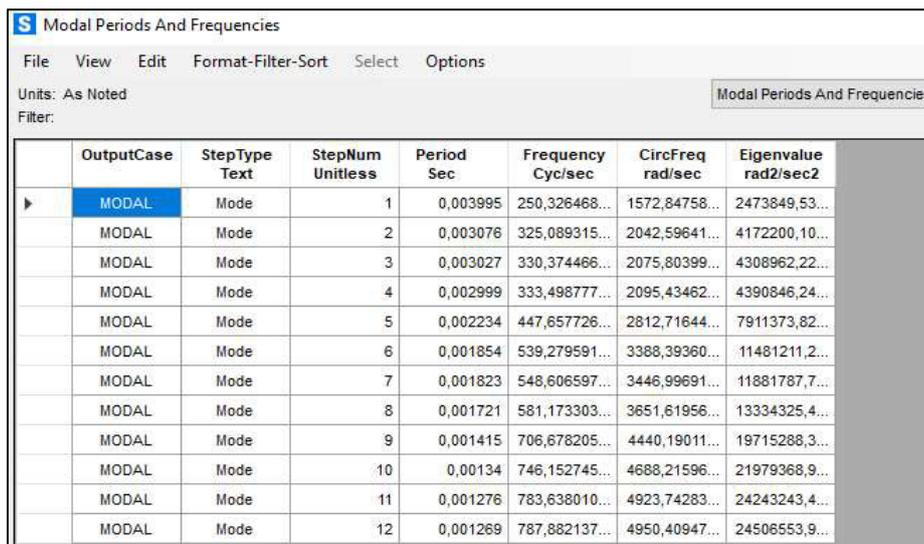 S Modal Periods And Frequencies
File View Edit Format-Filter-Sort Select Options
Units: As Noted Modal Periods And Frequencie
Filter:
OutputCase StepType Text StepNum Unitless Period Sec Frequency Cyc/sec CircFreq rad/sec Eigenvalue rad2/sec2
MODAL Mode 1 0,003995 250,326468... 1572,84758... 2473849,53...
MODAL Mode 2 0,003076 325,089315... 2042,59641... 4172200,10...
MODAL Mode 3 0,003027 330,374466... 2075,80399... 4308962,22...
MODAL Mode 4 0,002999 333,498777... 2095,43462... 4390846,24...
MODAL Mode 5 0,002234 447,657726... 2812,71644... 7911373,82...
MODAL Mode 6 0,001854 539,279591... 3388,39360... 11481211,2...
MODAL Mode 7 0,001823 548,606597... 3446,99691... 11881787,7...
MODAL Mode 8 0,001721 581,173303... 3651,61956... 13334325,4...
MODAL Mode 9 0,001415 706,678205... 4440,19011... 19715288,3...
MODAL Mode 10 0,00134 746,152745... 4688,21596... 21979368,9...
MODAL Mode 11 0,001276 783,638010... 4923,74283... 24243243,4...
MODAL Mode 12 0,001269 787,882137... 4950,40947... 24506553,9...